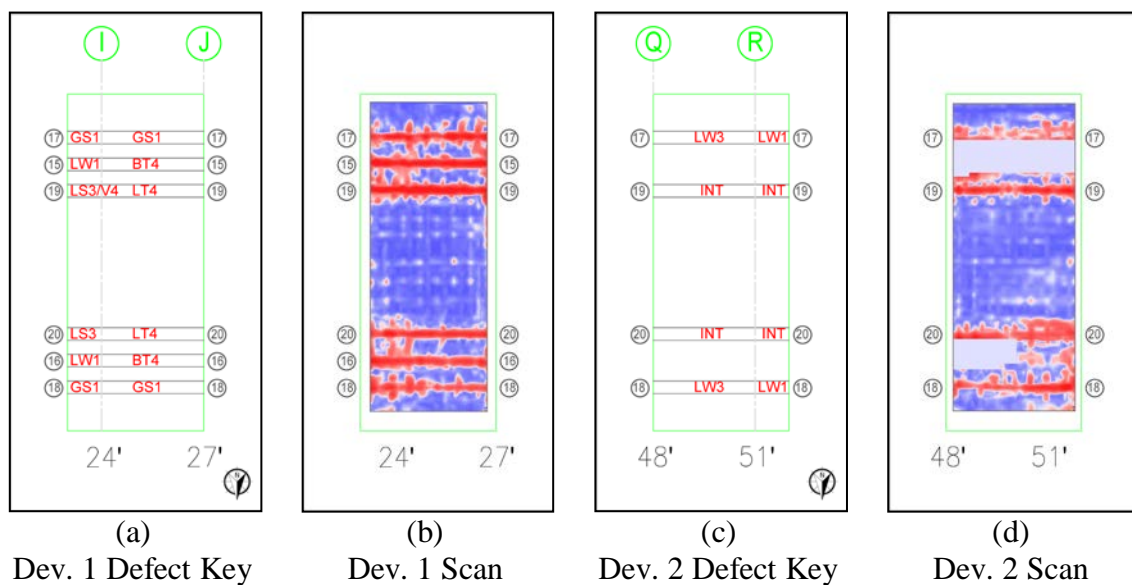 I J
17 GS1 GS1 17
15 LW1 BT4 15
19 LS3/V4 LT4 19
20 LS3 LT4 20
16 LW1 BT4 16
18 GS1 GS1 18
24' 27'
N
(a)
Dev. 1 Defect Key
17 17
15 15
19 19
20 20
16 16
18 18
24' 27'
(b)
Dev. 1 Scan
Q R
17 LW3 LW1 17
19 INT INT 19
20 INT INT 20
18 LW3 LW1 18
48' 51'
N
(c)
Dev. 2 Defect Key
17 17
19 19
20 20
18 18
48' 51'
(d)
Dev. 2 Scan